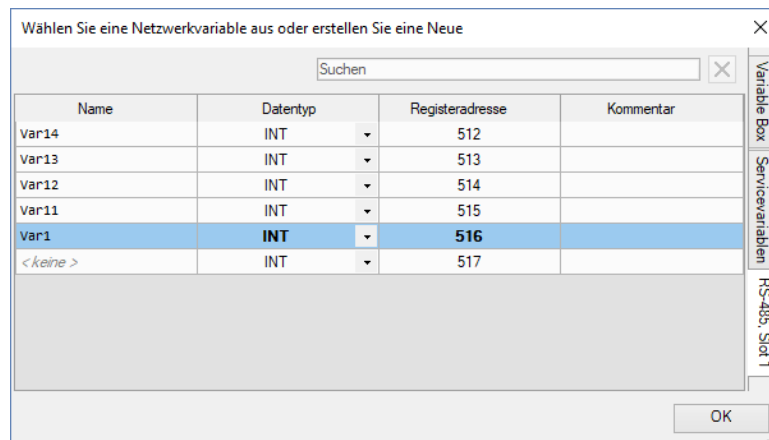 Wählen Sie eine Netzwerkvariable aus oder erstellen Sie eine Neue
Suchen
Name Datentyp Registeradresse Kommentar
Var14 INT 512
Var13 INT 513
Var12 INT 514
Var11 INT 515
Var1 INT 516
< keine > INT 517
Variable Box
Servicevariablen
RS-485, Slot 1
OK